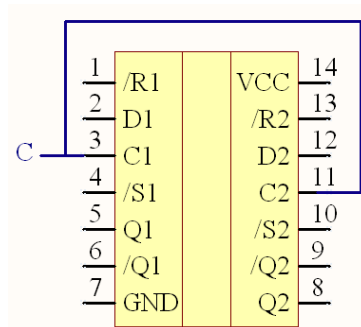 1 /R1 VCC 14
2 D1 /R2 13
C 3 C1 D2 12
4 /S1 C2 11
5 Q1 /S2 10
6 /Q1 /Q2 9
7 GND Q2 8